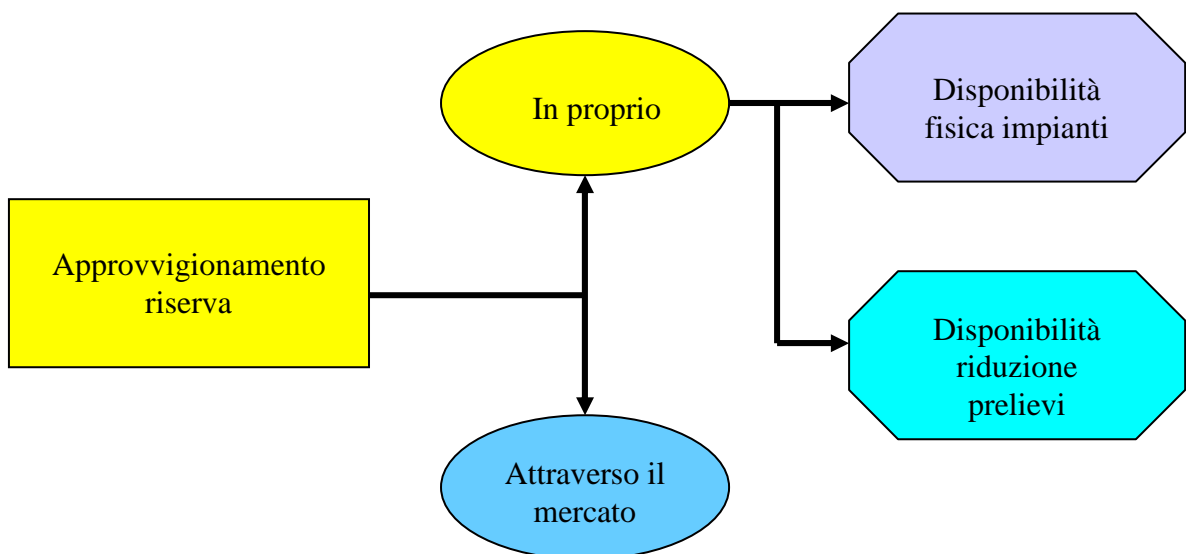 In proprio
Disponibilità
fisica impianti
Approvvigionamento
riserva
Disponibilità
riduzione
prelievi
Attraverso il
mercato